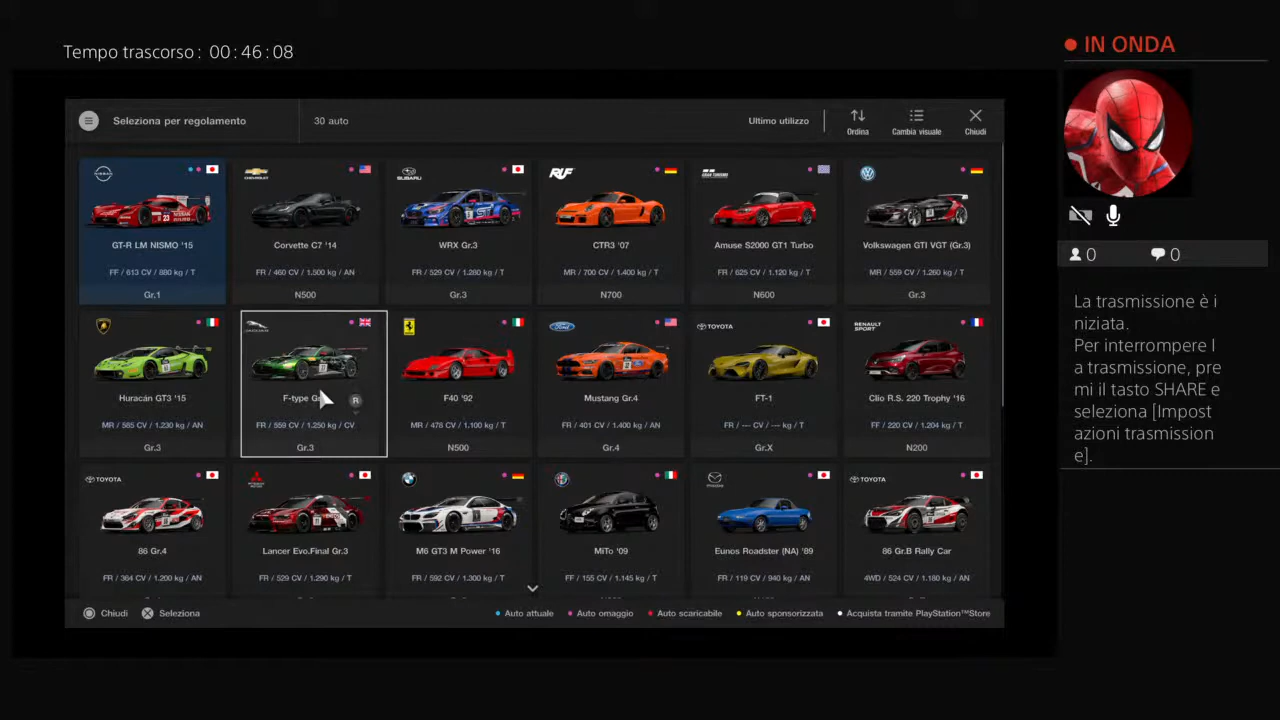 Tempo trascorso: 00:46:08
IN ONDA
Seleziona per regolamento
30 auto
Ultimo utilizzo
Ordina
Cambia visuale
Chiudi
GT-R LM NISMO '15
FF / 613 CV / 880 kg / T
Gr.1
CHEVROLET
Corvette C7 '14
FR / 460 CV / 1.500 kg / AN
N500
SUBARU
WRX Gr.3
FR / 529 CV / 1.280 kg / T
Gr.3
RUF
CTR3 '07
MR / 700 CV / 1.400 kg / T
N700
Amuse S2000 GT1 Turbo
FR / 625 CV / 1.120 kg / T
N600
Volkswagen GTI VGT (Gr.3)
MR / 559 CV / 1.260 kg / T
Gr.3
Huracán GT3 '15
MR / 585 CV / 1.230 kg / AN
Gr.3
F-type
R
FR / 559 CV / 1.250 kg / CV
Gr.3
F40 '92
MR / 478 CV / 1.100 kg / T
N500
Ford
Mustang Gr.4
FR / 401 CV / 1.400 kg / AN
Gr.4
TOYOTA
FT-1
FR / --- CV / --- kg / T
Gr.X
RENAULT SPORT
Clio R.S. 220 Trophy '16
FF / 220 CV / 1.204 kg / T
N200
TOYOTA
86 Gr.4
FR / 364 CV / 1.200 kg / AN
Lancer Evo.Final Gr.3
FR / 529 CV / 1.290 kg / T
M6 GT3 M Power '16
FR / 592 CV / 1.300 kg / T
MiTo '09
FF / 155 CV / 1.145 kg / T
Eunos Roadster (NA) '89
FR / 119 CV / 940 kg / AN
TOYOTA
86 Gr.B Rally Car
4WD / 524 CV / 1.180 kg / AN
Chiudi
Seleziona
Auto attuale
Auto omaggio
Auto scaricabile
Auto sponsorizzata
Acquista tramite PlayStation™Store
0
0
La trasmissione è i
niziata.
Per interrompere l
a trasmissione, pre
mi il tasto SHARE e
seleziona [Impost
azioni trasmission
e].